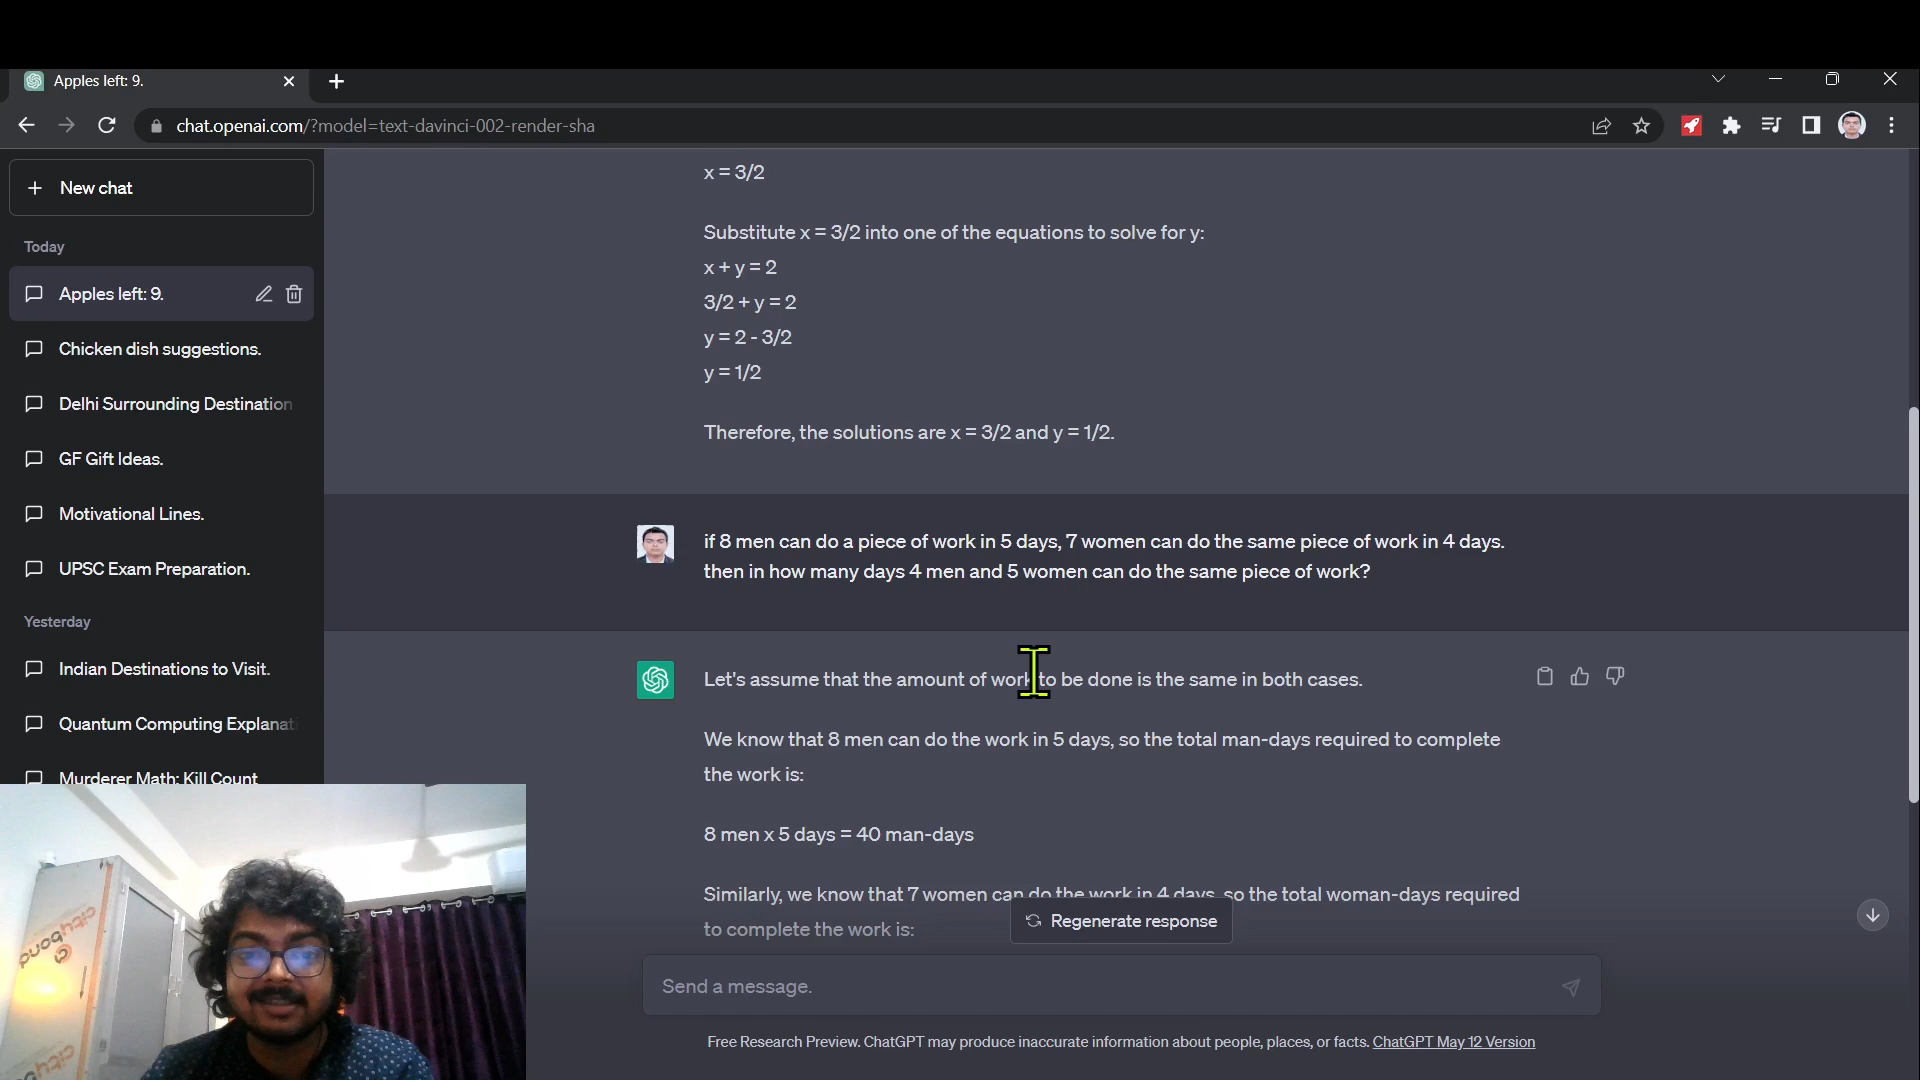 Apples left: 9.
chat.openai.com/?model=text-davinci-002-render-sha
New chat
Today
Apples left: 9.
Chicken dish suggestions.
Delhi Surrounding Destination
GF Gift Ideas.
Motivational Lines.
UPSC Exam Preparation.
Yesterday
Indian Destinations to Visit.
Quantum Computing Explanati
Murderer Math: Kill Count
x = 3/2
Substitute x = 3/2 into one of the equations to solve for y:
x + y = 2
3/2 + y = 2
y = 2 - 3/2
y = 1/2
Therefore, the solutions are x = 3/2 and y = 1/2.
if 8 men can do a piece of work in 5 days, 7 women can do the same piece of work in 4 days.
then in how many days 4 men and 5 women can do the same piece of work?
Let's assume that the amount of work to be done is the same in both cases.
We know that 8 men can do the work in 5 days, so the total man-days required to complete
the work is:
8 men x 5 days = 40 man-days
Similarly, we know that 7 women can do the work in 4 days, so the total woman-days required
to complete the work is:
Regenerate response
Send a message.
Free Research Preview. ChatGPT may produce inaccurate information about people, places, or facts. ChatGPT May 12 Version
citybond